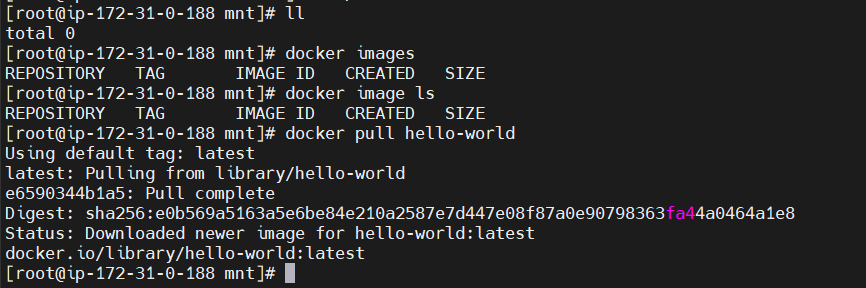 [root@ip-172-31-0-188 mnt]# ll
total 0
[root@ip-172-31-0-188 mnt]# docker images
REPOSITORY   TAG       IMAGE ID   CREATED   SIZE
[root@ip-172-31-0-188 mnt]# docker image ls
REPOSITORY   TAG       IMAGE ID   CREATED   SIZE
[root@ip-172-31-0-188 mnt]# docker pull hello-world
Using default tag: latest
latest: Pulling from library/hello-world
e6590344b1a5: Pull complete
Digest: sha256:e0b569a5163a5e6be84e210a2587e7d447e08f87a0e90798363fa44a0464a1e8
Status: Downloaded newer image for hello-world:latest
docker.io/library/hello-world:latest
[root@ip-172-31-0-188 mnt]#